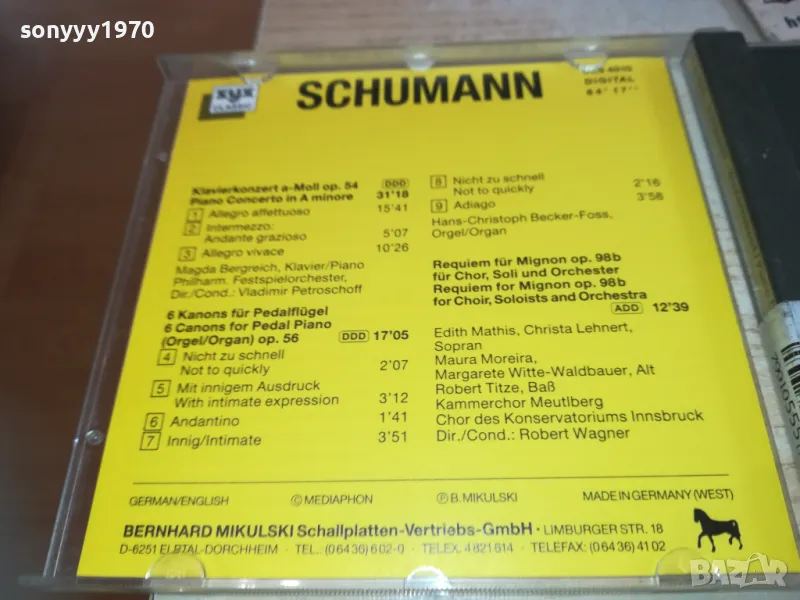 sonyyy1970
xyz
CLASSIC
SCHUMANN
DIGITAL
64' 17''
Klavierkonzert a-Moll op. 54 DDD
Piano Concerto in A minore 31'18
1 Allegro affettuoso 15'41
2 Intermezzo:
Andante grazioso 5'07
3 Allegro vivace 10'26
Magda Bergreich, Klavier/Piano
Philharm. Festspielorchester,
Dir./Cond.: Vladimir Petroschoff
6 Kanons für Pedalflügel
6 Canons for Pedal Piano
(Orgel/Organ) op. 56 DDD 17'05
4 Nicht zu schnell
Not to quickly 2'07
5 Mit innigem Ausdruck
With intimate expression 3'12
6 Andantino 1'41
7 Innig/Intimate 3'51
8 Nicht zu schnell
Not to quickly 2'16
9 Adiago 3'58
Hans-Christoph Becker-Foss,
Orgel/Organ
Requiem für Mignon op. 98b
für Chor, Soli und Orchester
Requiem for Mignon op. 98b
for Choir, Soloists and Orchestra
ADD 12'39
Edith Mathis, Christa Lehnert,
Sopran
Maura Moreira,
Margarete Witte-Waldbauer, Alt
Robert Titze, Baß
Kammerchor Meutlberg
Chor des Konservatoriums Innsbruck
Dir./Cond.: Robert Wagner
GERMAN/ENGLISH Ⓒ MEDIAPHON Ⓟ B. MIKULSKI MADE IN GERMANY (WEST)
BERNHARD MIKULSKI Schallplatten-Vertriebs-GmbH · LIMBURGER STR. 18
D-6251 ELBTAL-DORCHHEIM · TEL. (06436) 602-0 · TELEX 4821614 · TELEFAX: (06436) 4102
BAZAR